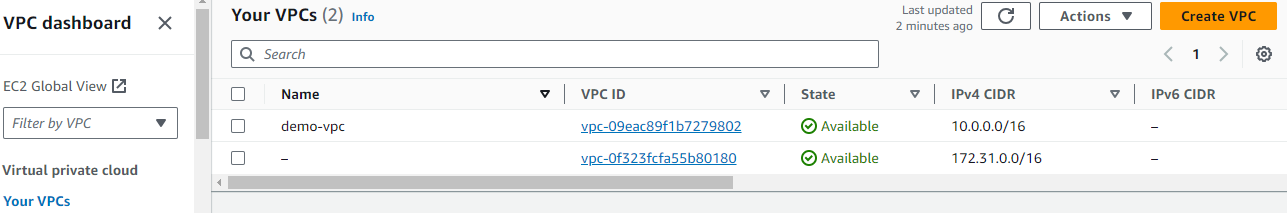 VPC dashboard
EC2 Global View
Filter by VPC
Virtual private cloud
Your VPCs
Your VPCs (2) Info
Last updated
2 minutes ago
Actions
Create VPC
Search
1
Name VPC ID State IPv4 CIDR IPv6 CIDR
demo-vpc vpc-09eac89f1b7279802 Available 10.0.0.0/16 –
– vpc-0f323fcfa55b80180 Available 172.31.0.0/16 –